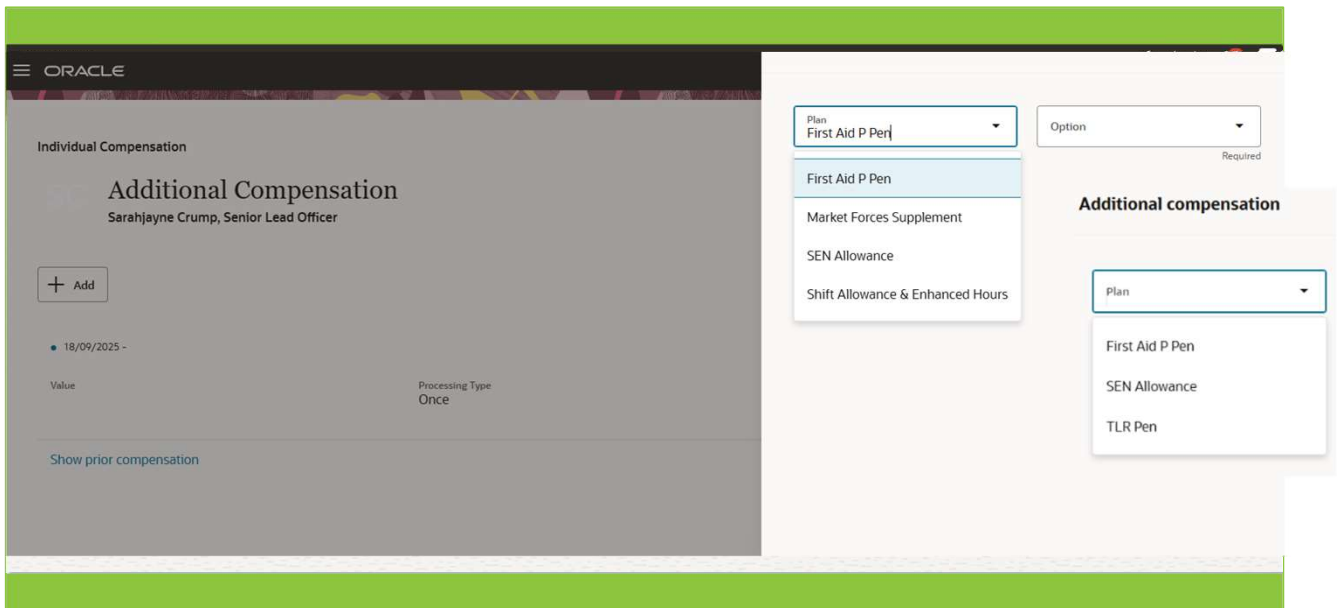 ORACLE
Individual Compensation
Additional Compensation
Sarahjayne Crump, Senior Lead Officer
+ Add
18/09/2025 -
Value
Processing Type
Once
Show prior compensation
Plan
First Aid P Pen
Option
Required
First Aid P Pen
Market Forces Supplement
SEN Allowance
Shift Allowance & Enhanced Hours
Additional compensation
Plan
First Aid P Pen
SEN Allowance
TLR Pen